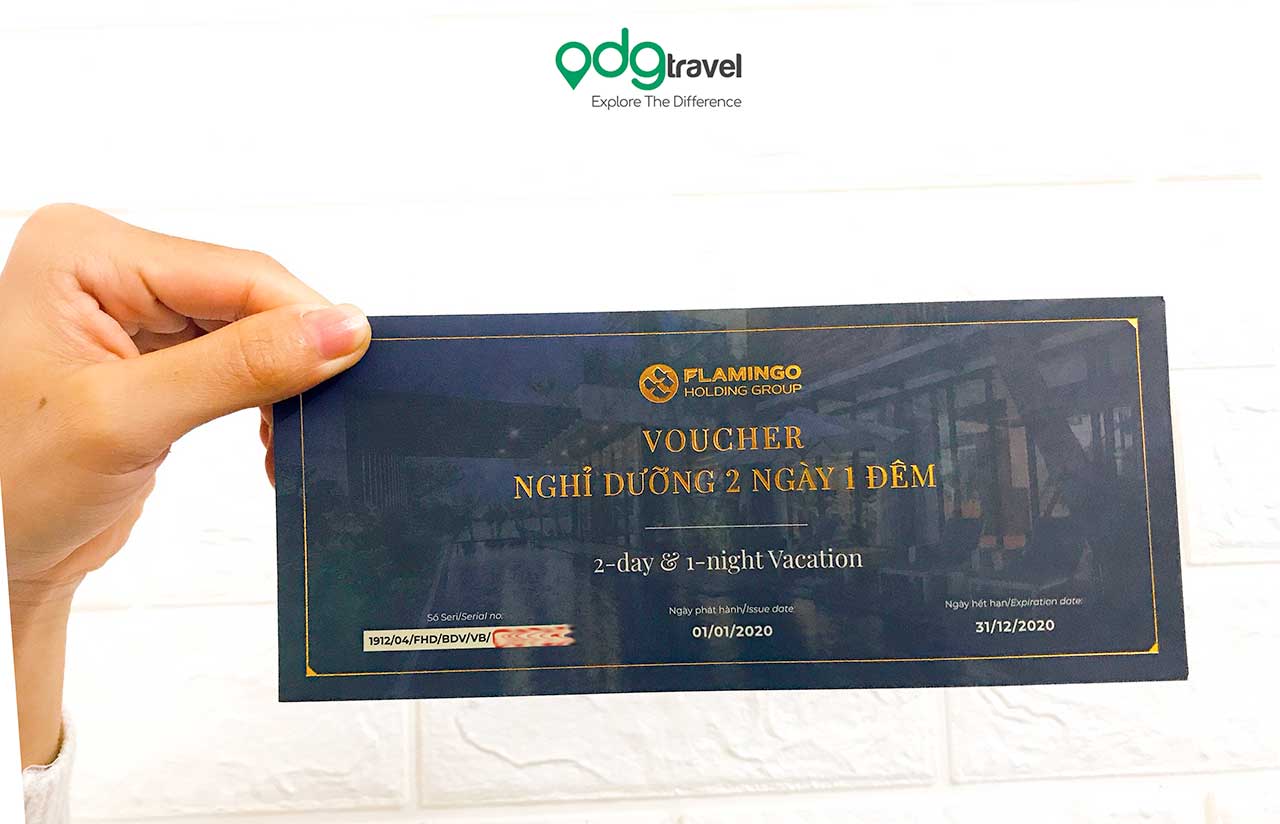 odgtravel
Explore The Difference
FLAMINGO
HOLDING GROUP
VOUCHER
NGHỈ DƯỠNG 2 NGÀY 1 ĐÊM
2-day & 1-night Vacation
Số Seri/Serial no:
1912/04/FHD/BDV/VB/
Ngày phát hành/Issue date:
01/01/2020
Ngày hết hạn/Expiration date:
31/12/2020